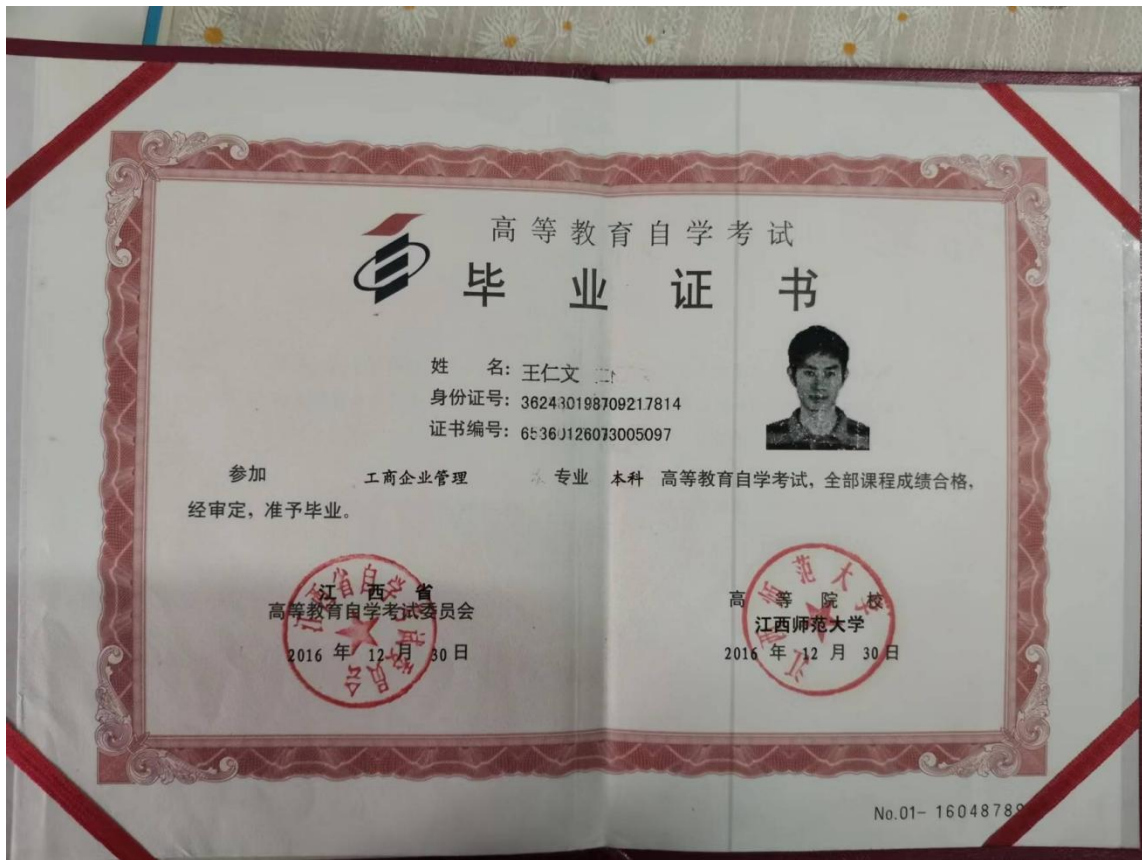 高等教育自学考试
毕业证书
姓 名：王仁文
身份证号：362430198709217814
证书编号：65360126073005097
参加 工商企业管理 专业 本科 高等教育自学考试，全部课程成绩合格，
经审定，准予毕业。
江西省
高等教育自学考试委员会
2016 年 12 月 30 日
高等院校
江西师范大学
2016 年 12 月 30 日
No.01- 1604878